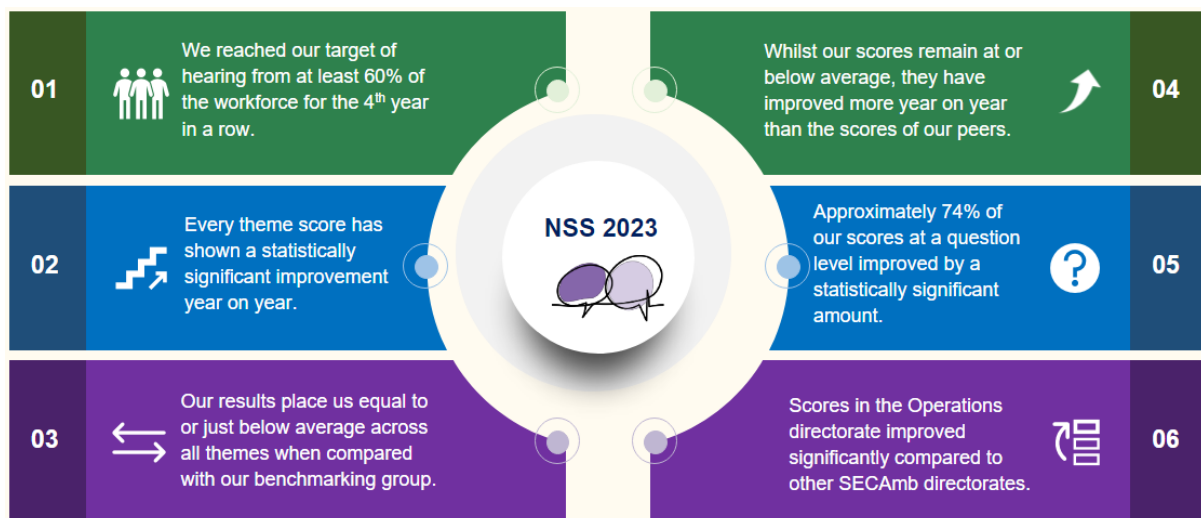 01
We reached our target of
hearing from at least 60% of
the workforce for the 4th year
in a row.
02
Every theme score has
shown a statistically
significant improvement
year on year.
03
Our results place us equal to
or just below average across
all themes when compared
with our benchmarking group.
NSS 2023
Whilst our scores remain at or
below average, they have
improved more year on year
than the scores of our peers.
04
Approximately 74% of
our scores at a question
level improved by a
statistically significant
amount.
?
05
Scores in the Operations
directorate improved
significantly compared to
other SECAmb directorates.
06